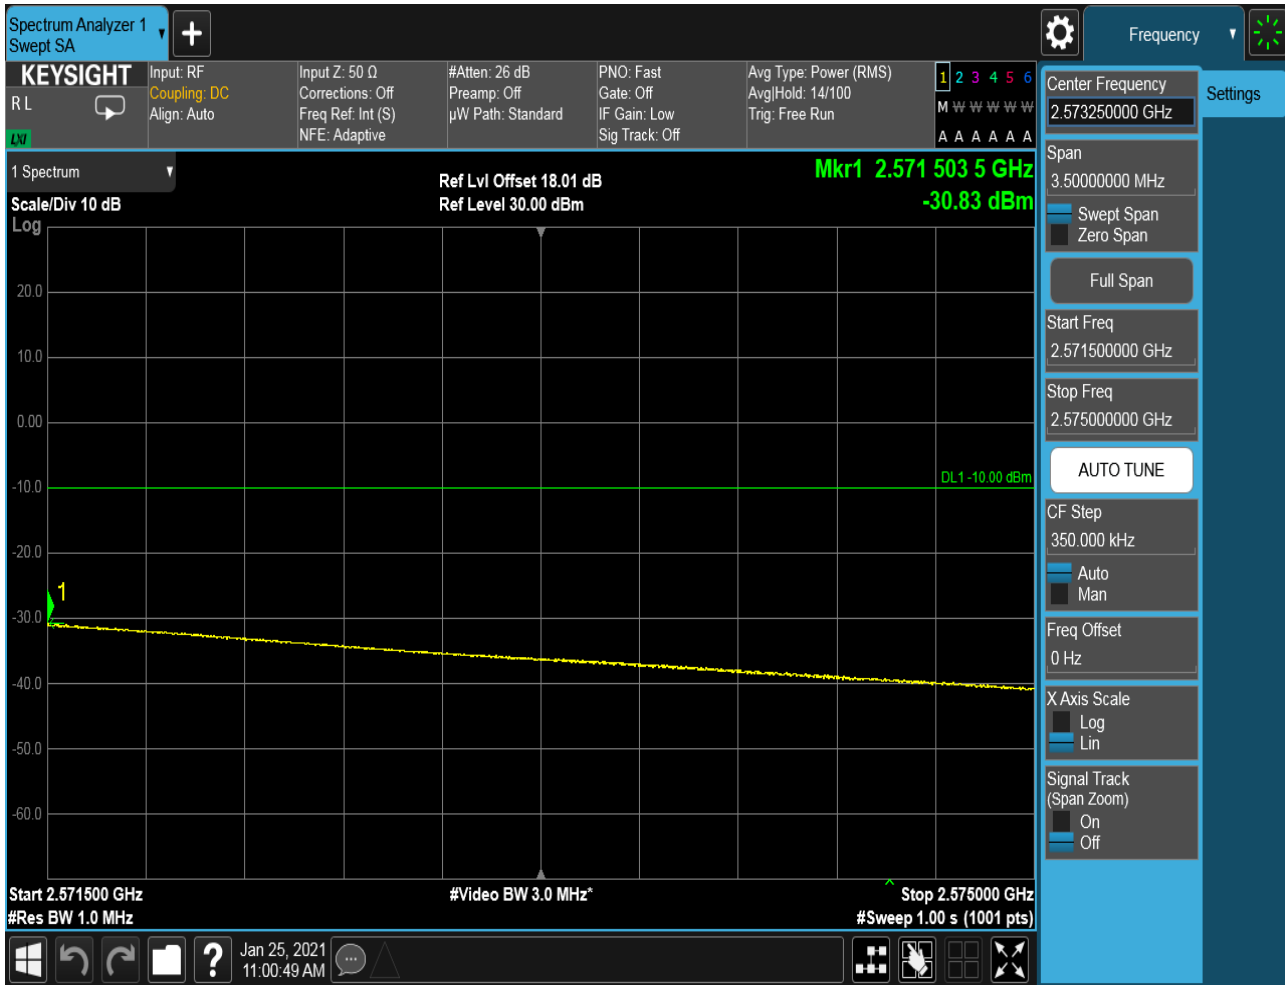 Spectrum Analyzer 1
Swept SA
Frequency
KEYSIGHT
R L
LXI
Input: RF
Coupling: DC
Align: Auto
Input Z: 50 Ω
Corrections: Off
Freq Ref: Int (S)
NFE: Adaptive
#Atten: 26 dB
Preamp: Off
µW Path: Standard
PNO: Fast
Gate: Off
IF Gain: Low
Sig Track: Off
Avg Type: Power (RMS)
Avg|Hold: 14/100
Trig: Free Run
1 2 3 4 5 6
M W W W W W
A A A A A A
1 Spectrum
Scale/Div 10 dB
Log
Ref Lvl Offset 18.01 dB
Ref Level 30.00 dBm
Mkr1 2.571 503 5 GHz
-30.83 dBm
20.0
10.0
0.00
-10.0
-20.0
-30.0
-40.0
-50.0
-60.0
DL1 -10.00 dBm
1
Start 2.571500 GHz
#Res BW 1.0 MHz
#Video BW 3.0 MHz*
Stop 2.575000 GHz
#Sweep 1.00 s (1001 pts)
Center Frequency
2.573250000 GHz
Settings
Span
3.50000000 MHz
Swept Span
Zero Span
Full Span
Start Freq
2.571500000 GHz
Stop Freq
2.575000000 GHz
AUTO TUNE
CF Step
350.000 kHz
Auto
Man
Freq Offset
0 Hz
X Axis Scale
Log
Lin
Signal Track
(Span Zoom)
On
Off
?
Jan 25, 2021
11:00:49 AM